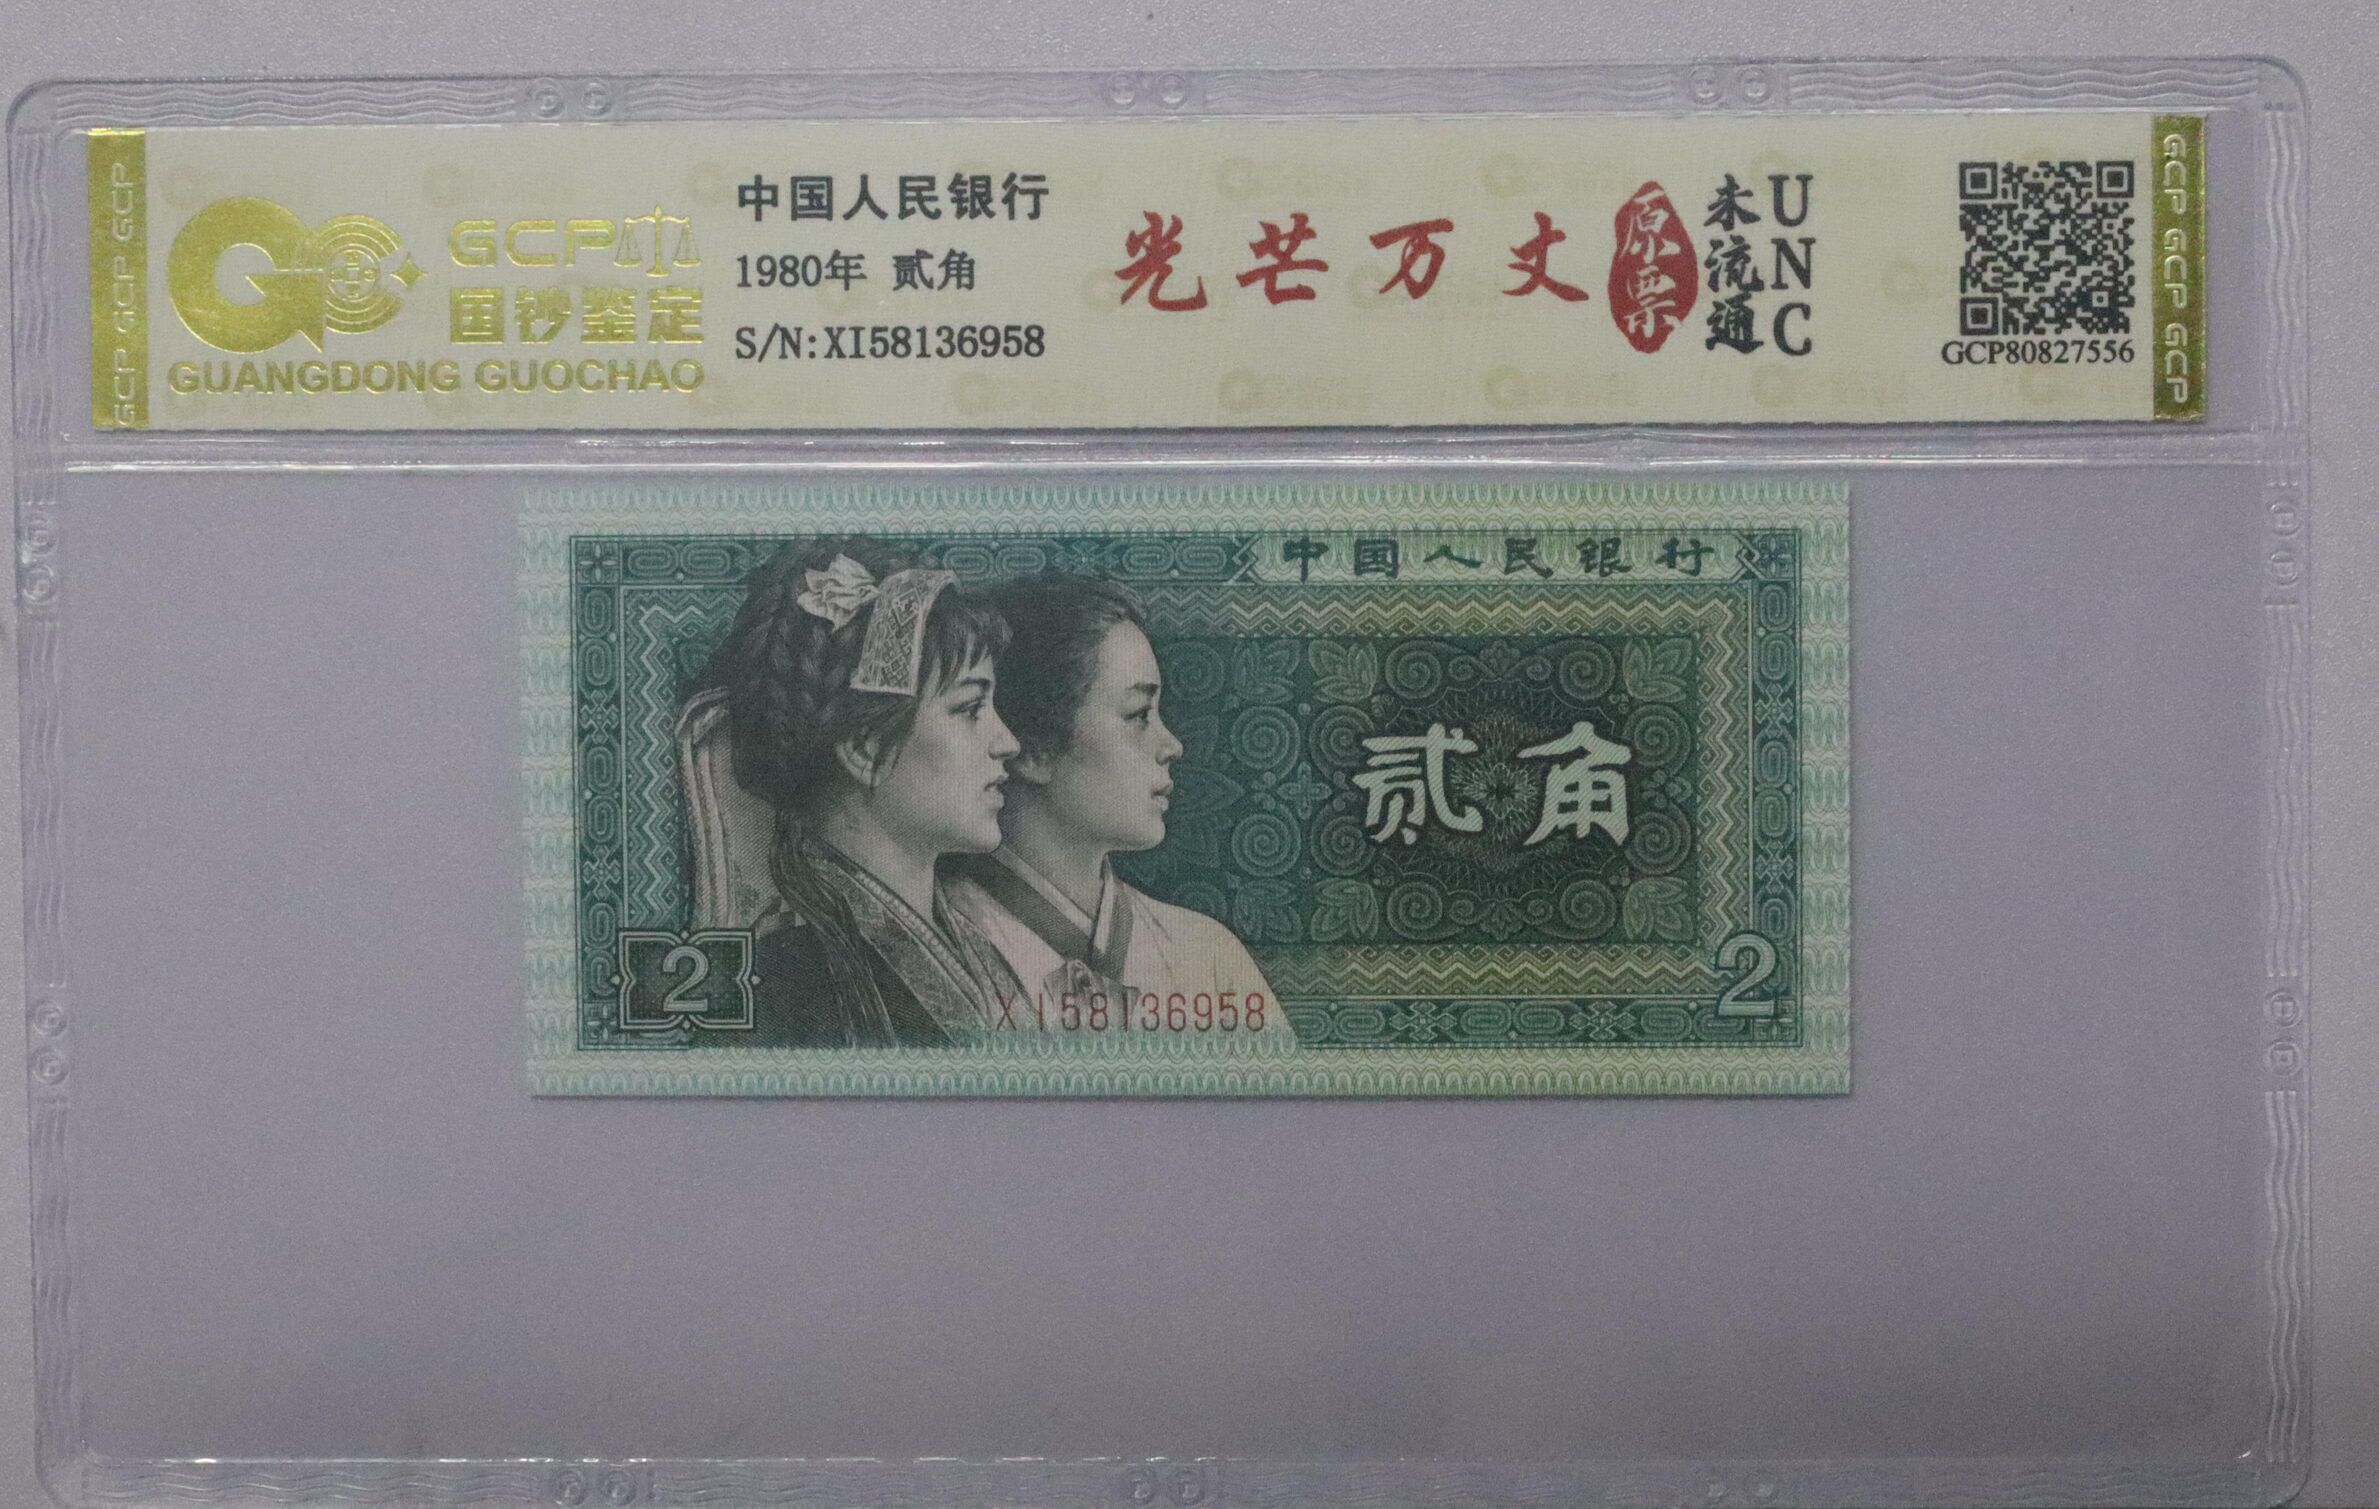 GCP GCP GCP
GCP
国钞鉴定
GUANGDONG GUOCHAO
中国人民银行
1980年 贰角
S/N:XI58136958
光芒万丈
原票
未流通
UNC
GCP80827556
GCP GCP GCP
中国人民银行
贰角
2
2
XI58136958